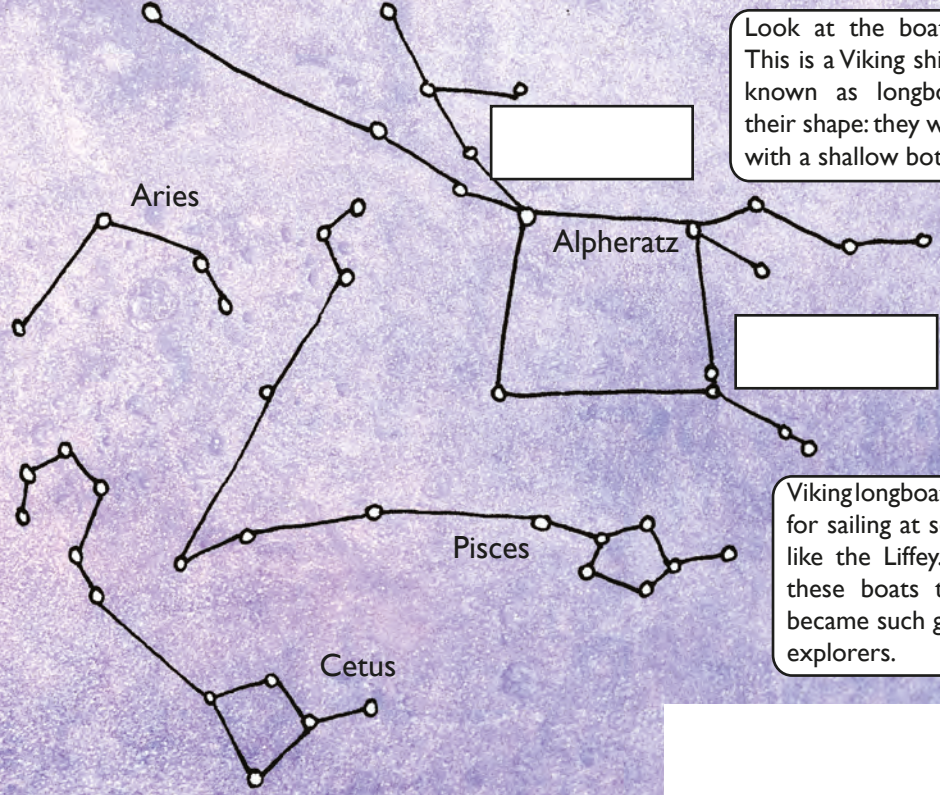 Look at the boat
This is a Viking shi
known as longbo
their shape: they w
with a shallow bot
Aries
Alpheratz
Viking longboa
for sailing at s
like the Liffey.
these boats t
became such g
explorers.
Pisces
Cetus